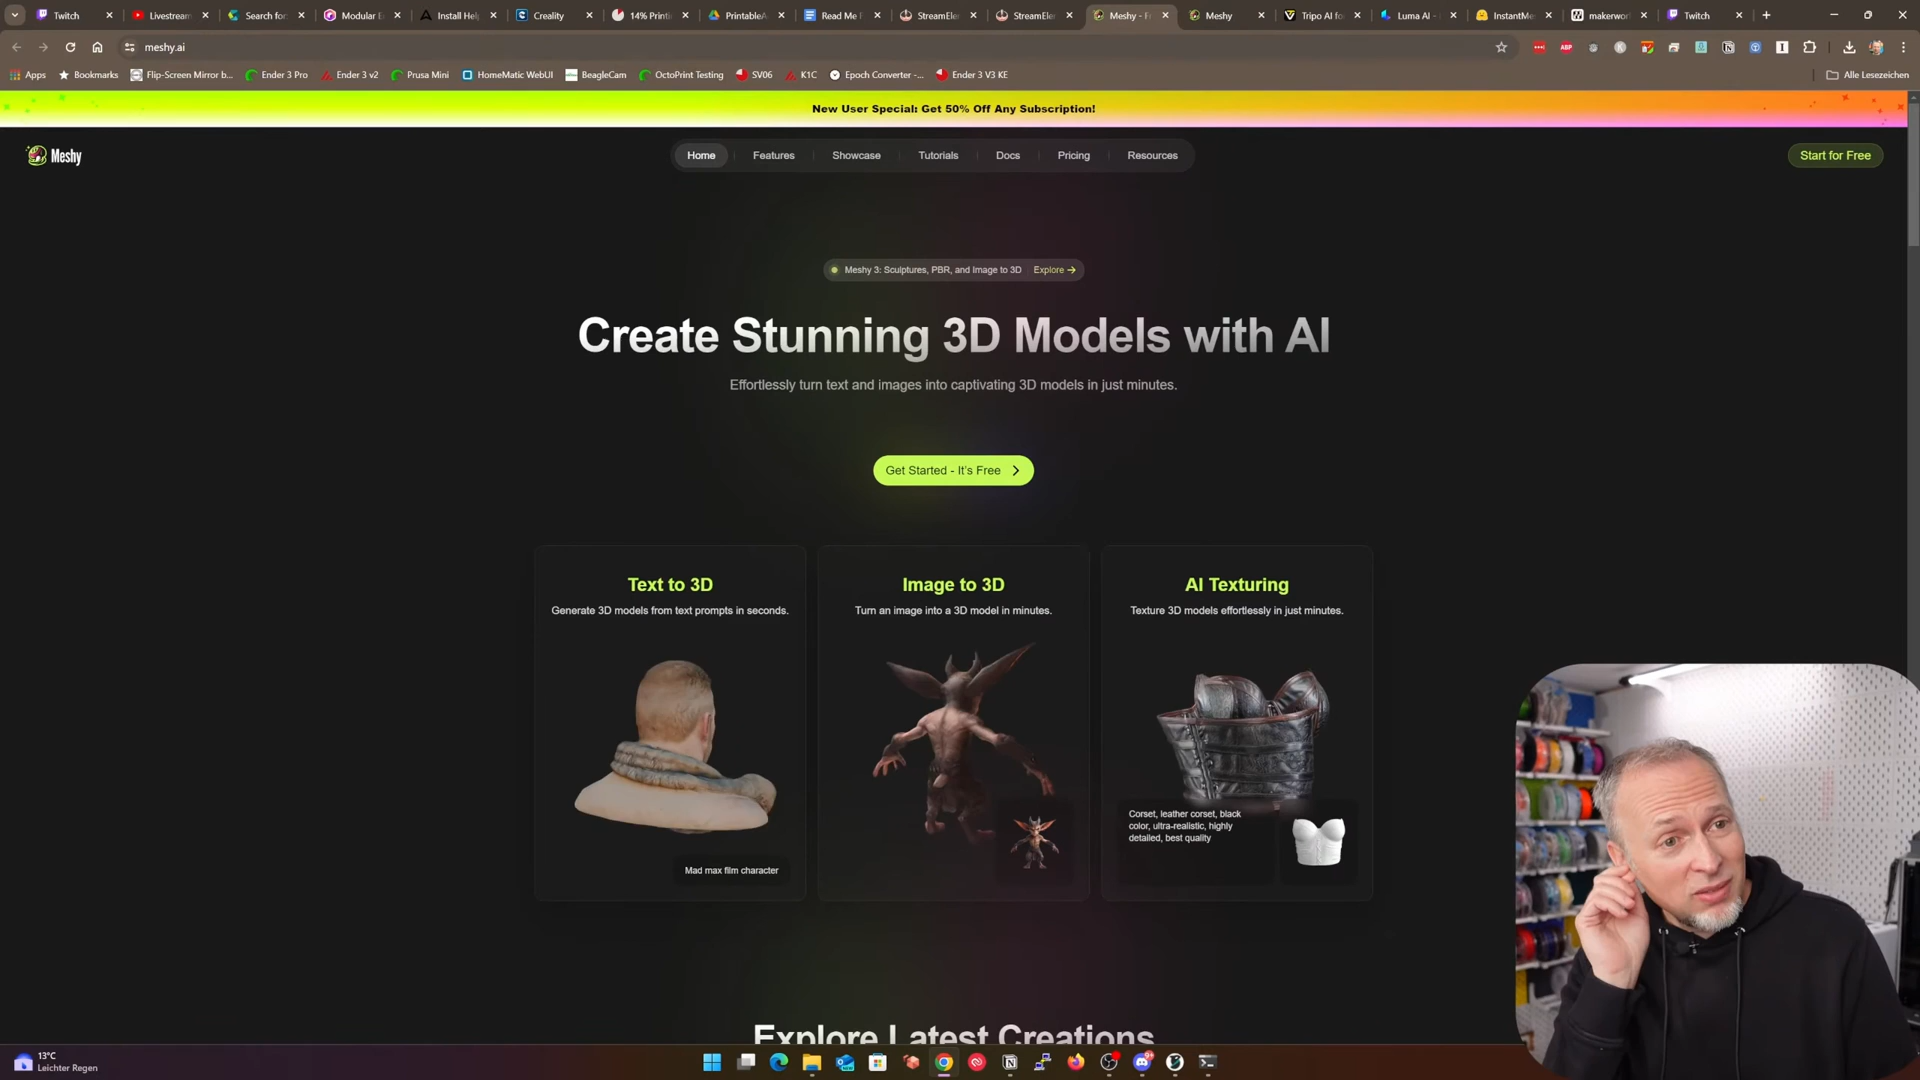 Twitch
Livestream
Search for
Modular E
Install Hel
Creality
14% Printi
PrintableA
Read Me F
StreamElem
StreamElem
Meshy - F
Meshy
Tripo AI fo
Luma AI -
InstantMe
makerwor
Twitch
meshy.ai
Apps
Bookmarks
Flip-Screen Mirror b...
Ender 3 Pro
Ender 3 v2
Prusa Mini
HomeMatic WebUI
BeagleCam
OctoPrint Testing
SV06
K1C
Epoch Converter -...
Ender 3 V3 KE
Alle Lesezeichen
New User Special: Get 50% Off Any Subscription!
Meshy
Home
Features
Showcase
Tutorials
Docs
Pricing
Resources
Start for Free
Meshy 3: Sculptures, PBR, and Image to 3D Explore →
Create Stunning 3D Models with AI
Effortlessly turn text and images into captivating 3D models in just minutes.
Get Started - It's Free
Text to 3D
Generate 3D models from text prompts in seconds.
Mad max film character
Image to 3D
Turn an image into a 3D model in minutes.
AI Texturing
Texture 3D models effortlessly in just minutes.
Corset, leather corset, black
color, ultra-realistic, highly
detailed, best quality
Explore Latest Creations
13°C
Leichter Regen